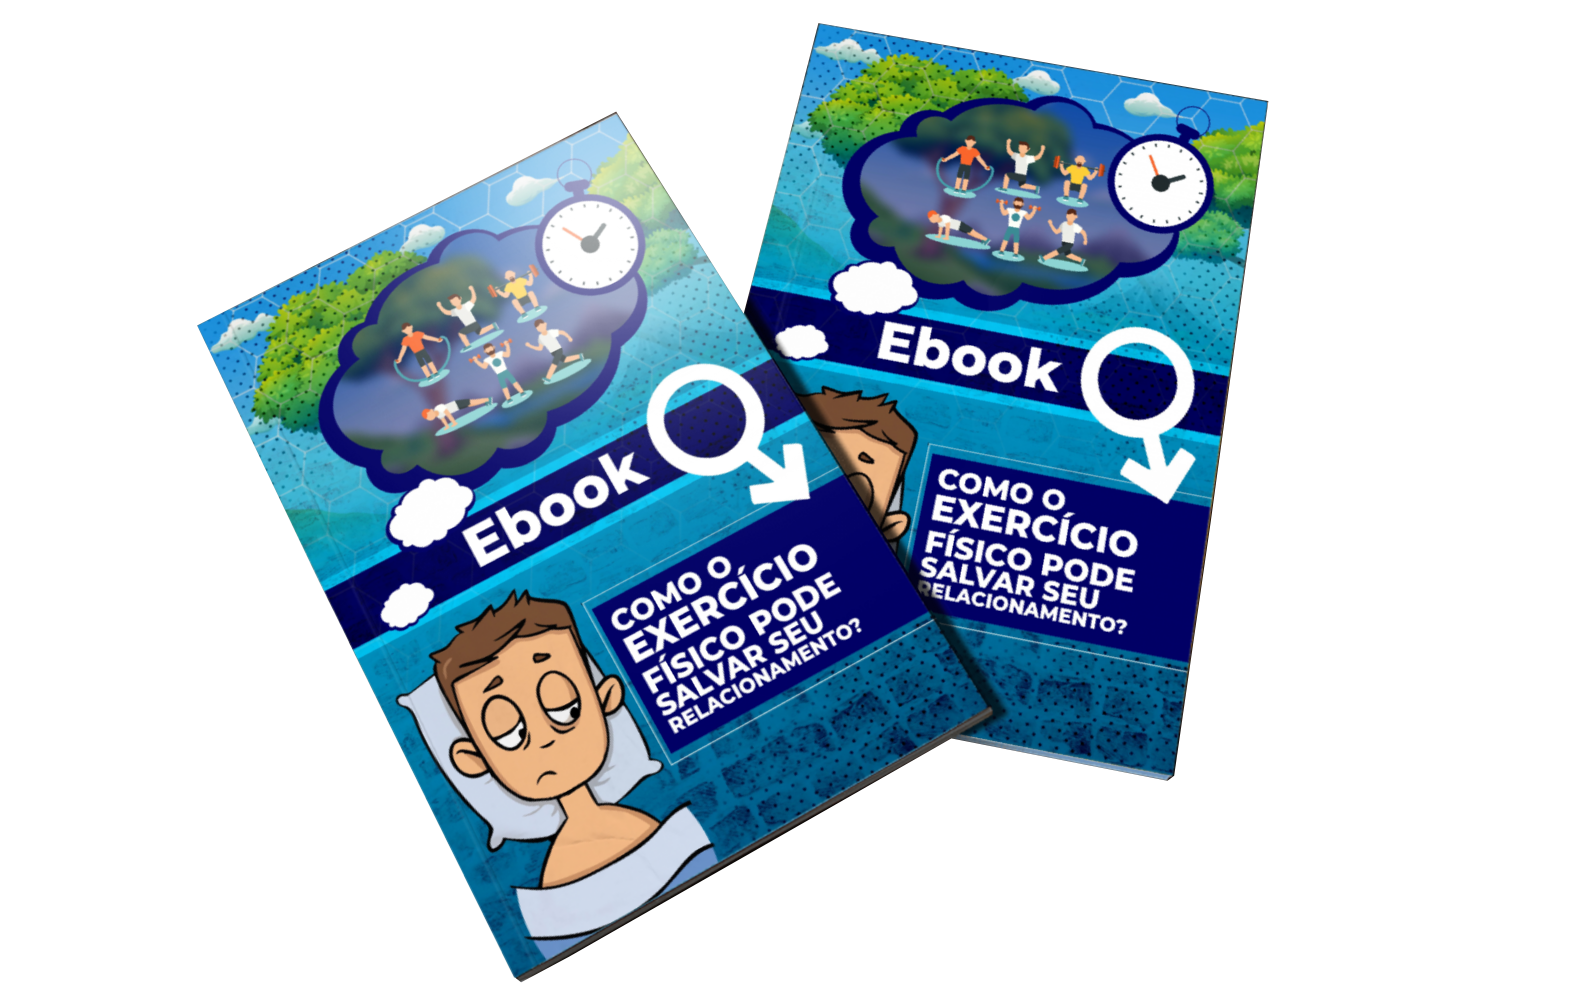 Ebook
COMO O
EXERCÍCIO
FÍSICO PODE
SALVAR SEU
RELACIONAMENTO?
Ebook
COMO O
EXERCÍCIO
FÍSICO PODE
SALVAR SEU
RELACIONAMENTO?